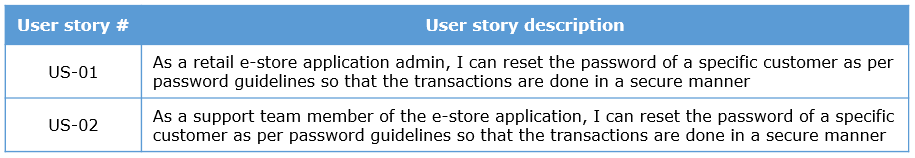 User story # User story description
US-01 As a retail e-store application admin, I can reset the password of a specific customer as per
password guidelines so that the transactions are done in a secure manner
US-02 As a support team member of the e-store application, I can reset the password of a specific
customer as per password guidelines so that the transactions are done in a secure manner